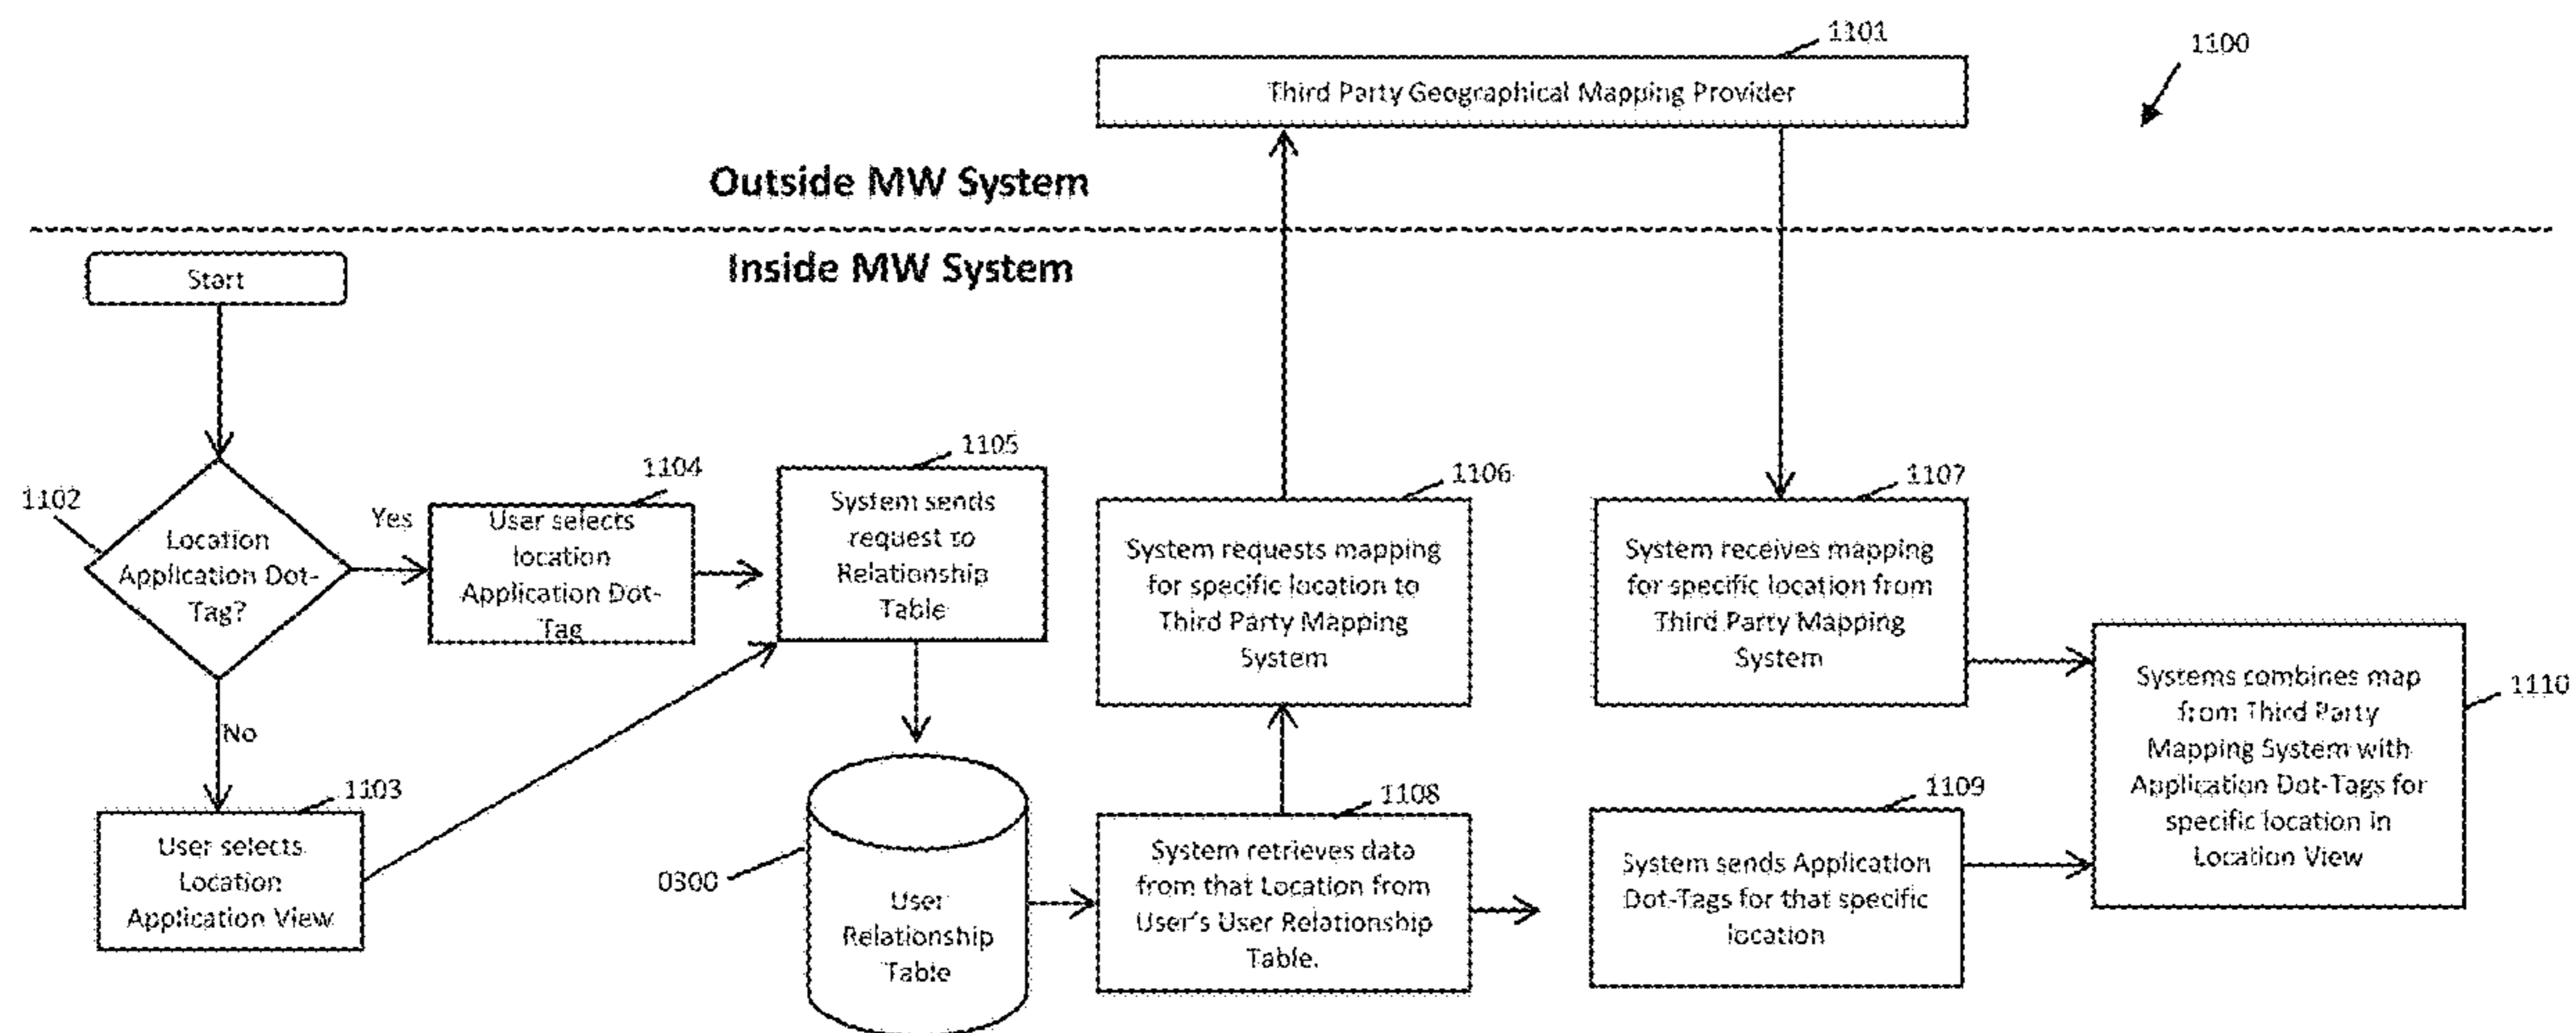 1101
1100
Third Party Geographical Mapping Provider
Outside MW System
Inside MW System
Start
1102
Location
Application Dot-
Tag?
Yes
No
1104
User selects
location
Application Dot-
Tag
1103
User selects
Location
Application View
1105
System sends
request to
Relationship
Table
0300
User
Relationship
Table
1106
System requests mapping
for specific location to
Third Party Mapping
System
1107
System receives mapping
for specific location from
Third Party Mapping
System
1108
System retrieves data
from that Location from
User's User Relationship
Table.
1109
System sends Application
Dot-Tags for that specific
location
1110
Systems combines map
from Third Party
Mapping System with
Application Dot-Tags for
specific location in
Location View